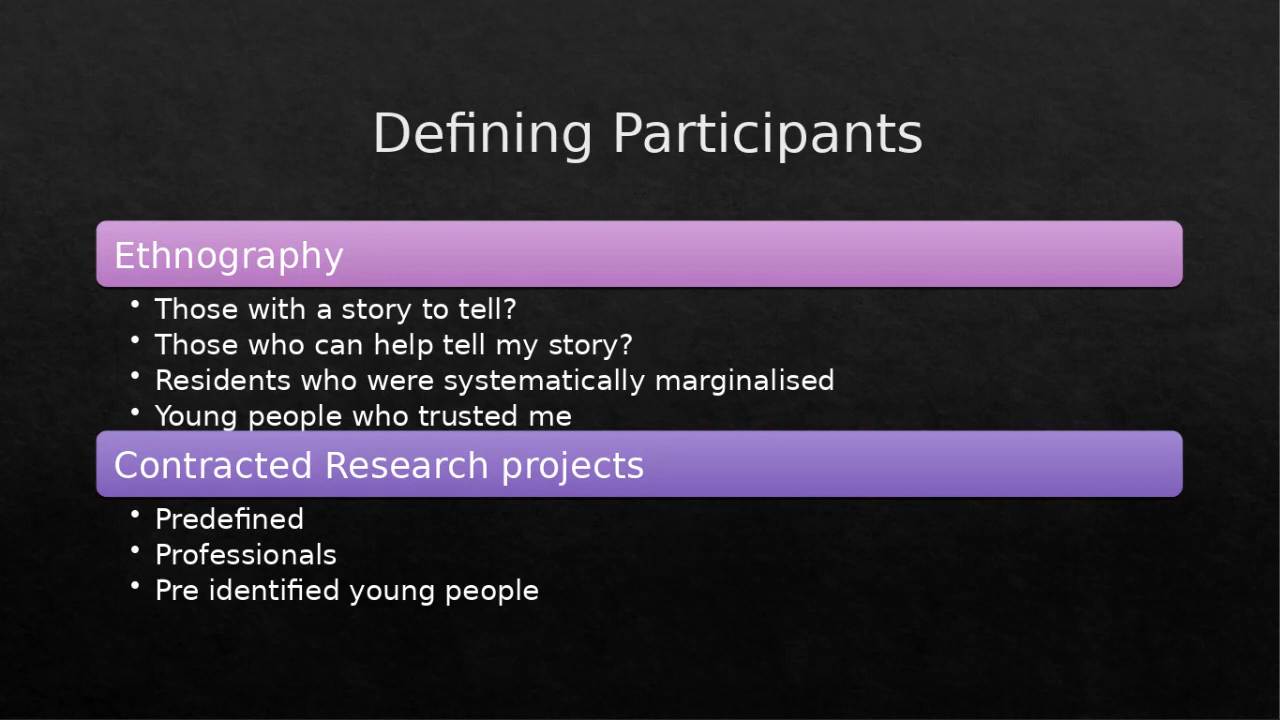 Defining Participants
Ethnography
• Those with a story to tell?
• Those who can help tell my story?
• Residents who were systematically marginalised
• Young people who trusted me
Contracted Research projects
• Predefined
• Professionals
• Pre identified young people